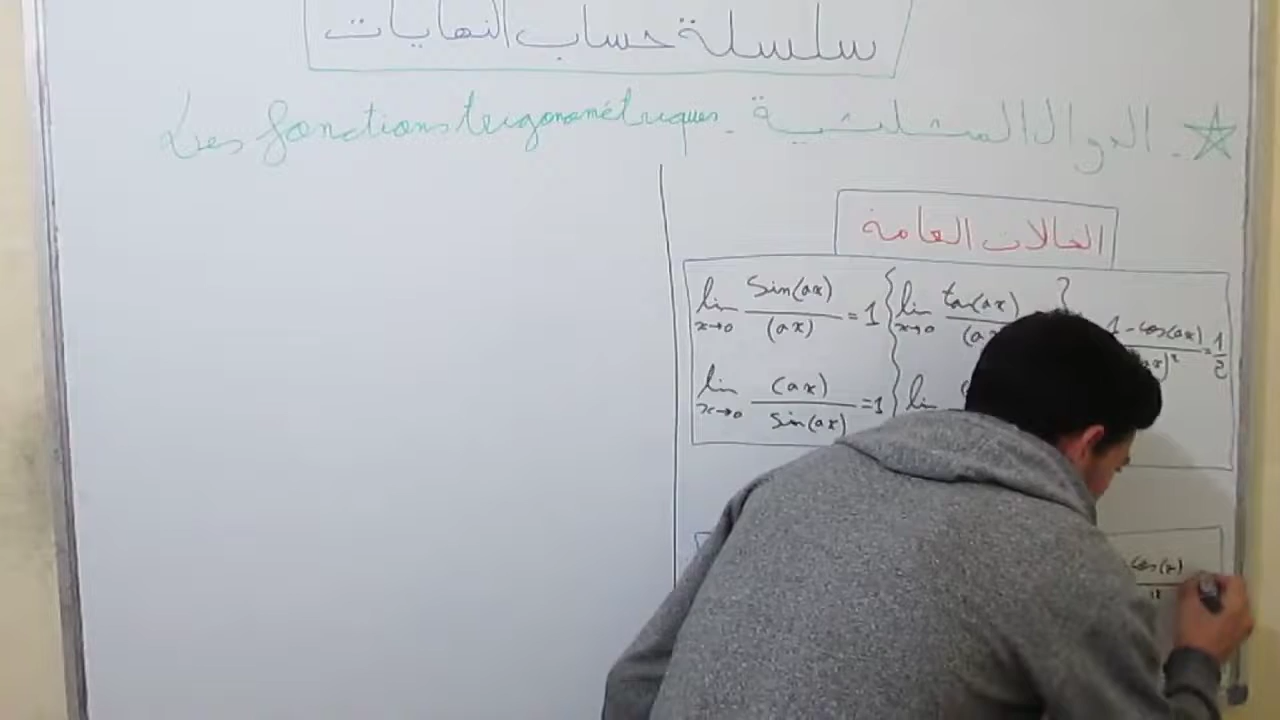 سلسلة حساب النهايات
★. الدوال المثلثية. Les fonctions trigonométriques
الحالات العامة
lim x→0 sin(ax)/(ax) = 1 { lim x→0 tan(ax)/(a } 1-cos(ax)/(ax)² = 1/2
lim x→0 (ax)/sin(ax) = 1 { lim
cos(x)